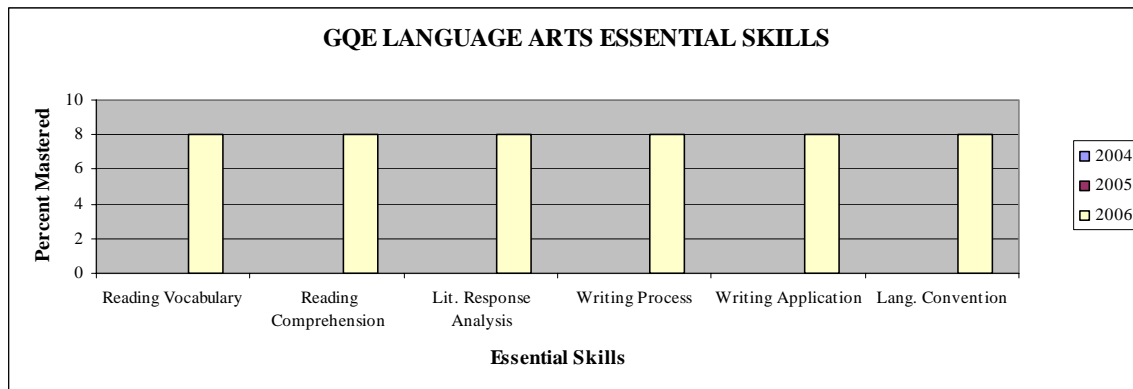 GQE LANGUAGE ARTS ESSENTIAL SKILLS
Percent Mastered
10
8
6
4
2
0
Reading Vocabulary
Reading
Comprehension
Lit. Response
Analysis
Writing Process
Writing Application
Lang. Convention
Essential Skills
2004
2005
2006